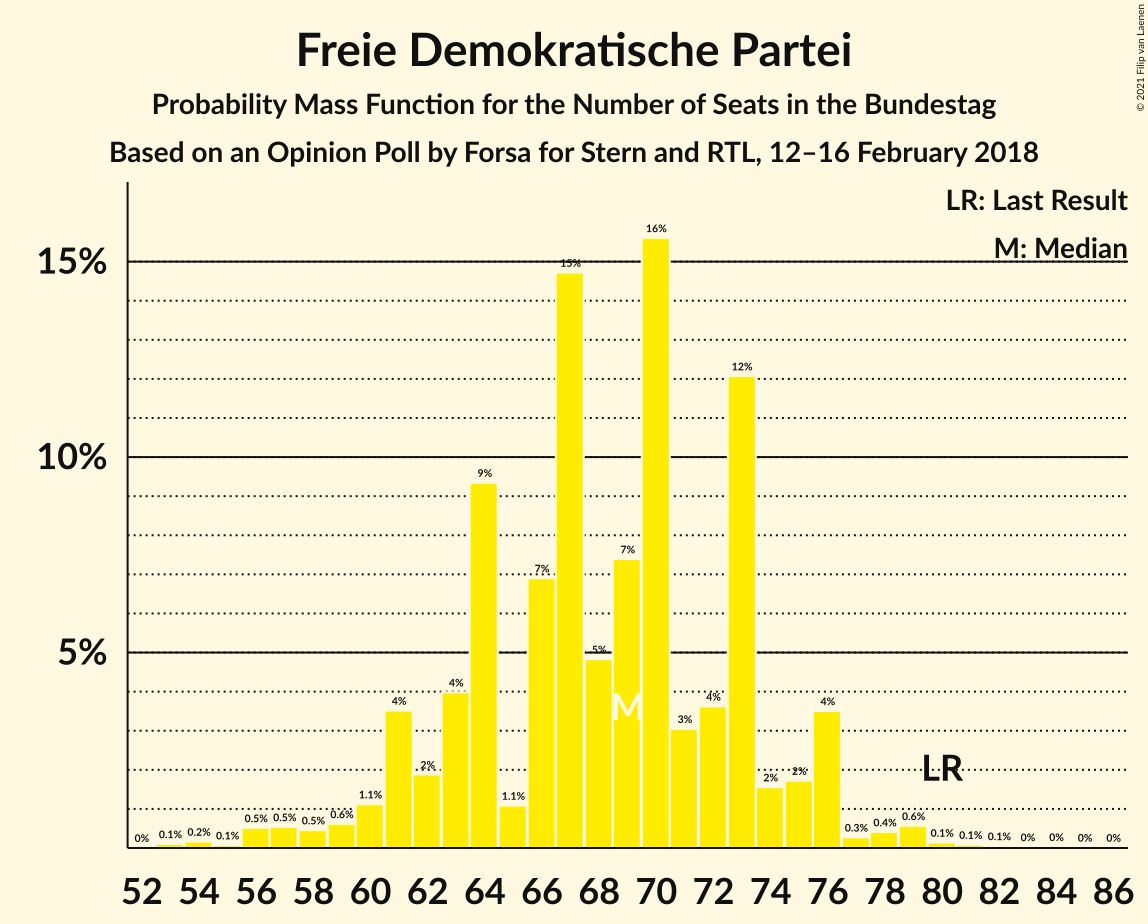 © 2021 Filip van Laenen
Freie Demokratische Partei
Probability Mass Function for the Number of Seats in the Bundestag
Based on an Opinion Poll by Forsa for Stern and RTL, 12–16 February 2018
LR: Last Result
M: Median
15%
10%
5%
0% 0.1% 0.2% 0.1% 0.5% 0.5% 0.5% 0.6% 1.1% 4% 2% 4% 9% 1.1% 7% 15% 5% 7% 16% 3% 4% 12% 2% 2% 4% 0.3% 0.4% 0.6% 0.1% 0.1% 0.1% 0% 0% 0% 0%
M
LR
52 54 56 58 60 62 64 66 68 70 72 74 76 78 80 82 84 86